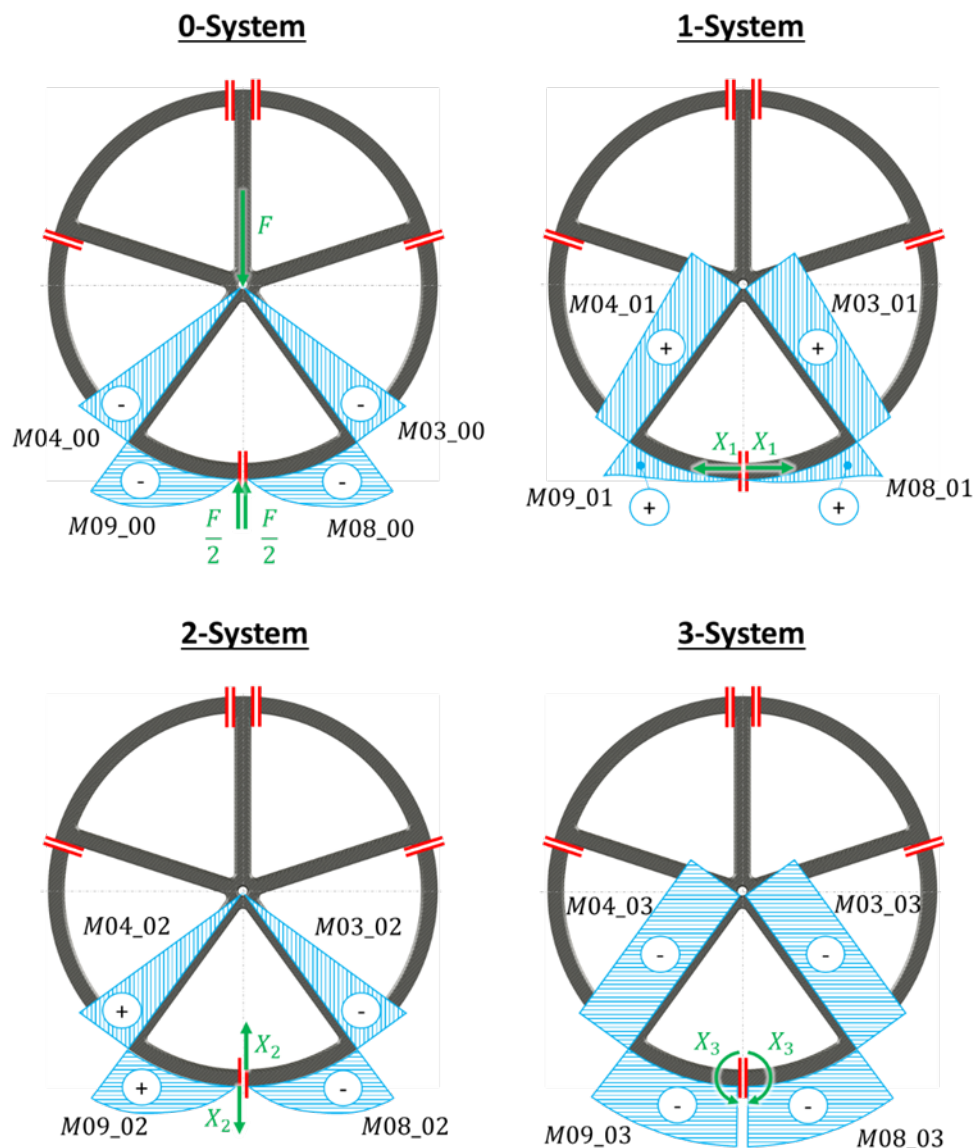 0-System
F
M04_00
-
-
M03_00
M09_00
-
-
M08_00
F/2
F/2
1-System
M04_01
M03_01
+
+
X₁
X₁
M09_01
M08_01
+
+
2-System
M04_02
M03_02
+
-
X₂
+
-
M09_02
X₂
M08_02
3-System
M04_03
M03_03
-
-
X₃
X₃
-
-
M09_03
M08_03